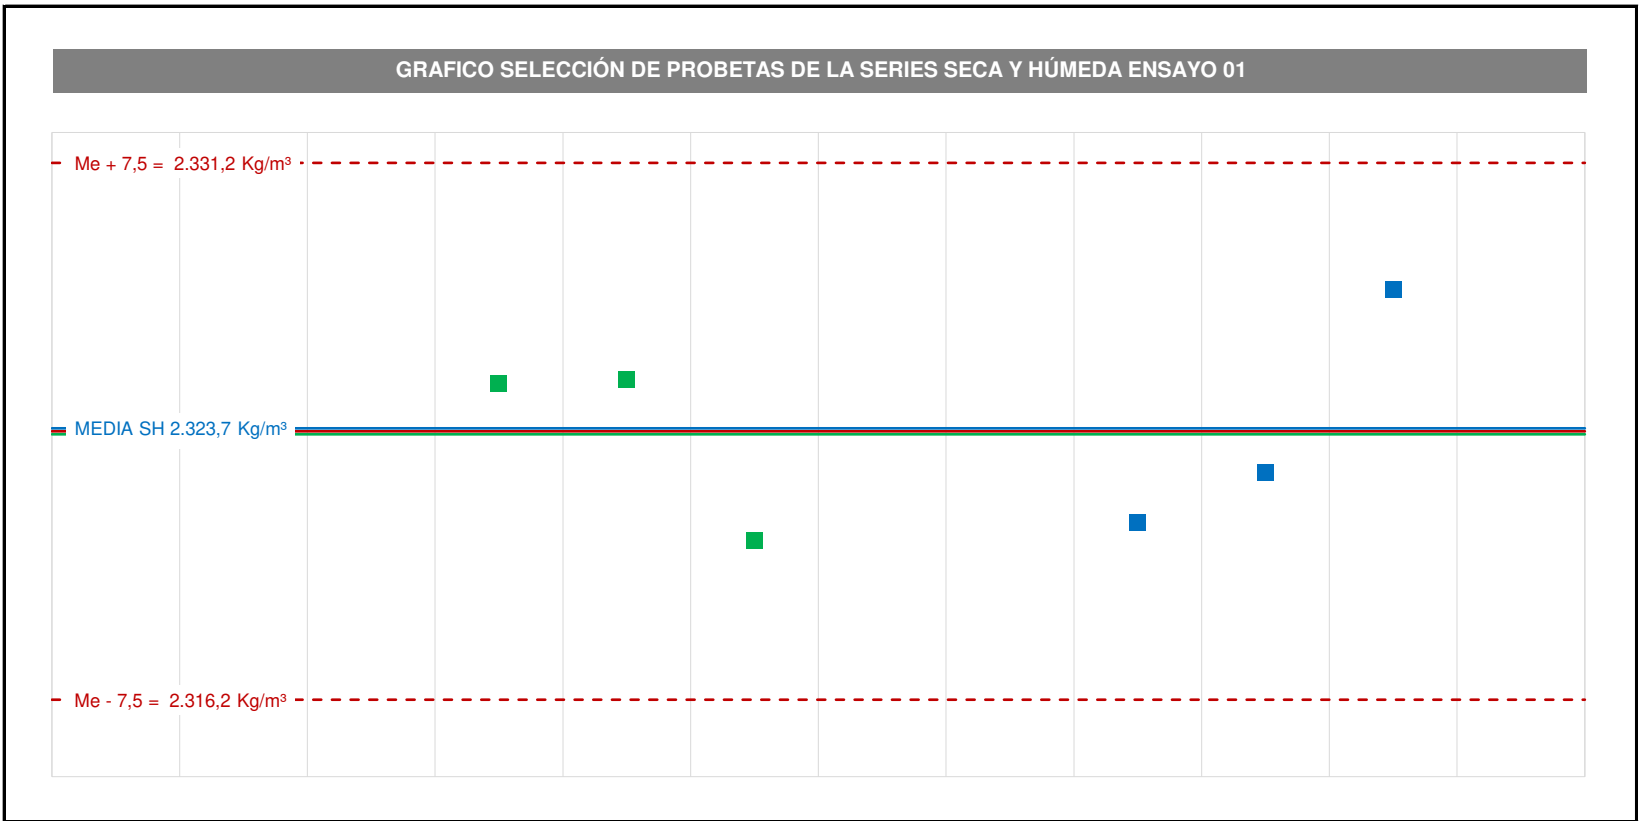 GRAFICO SELECCIÓN DE PROBETAS DE LA SERIES SECA Y HÚMEDA ENSAYO 01
Me + 7,5 = 2.331,2 Kg/m³
MEDIA SH 2.323,7 Kg/m³
Me - 7,5 = 2.316,2 Kg/m³